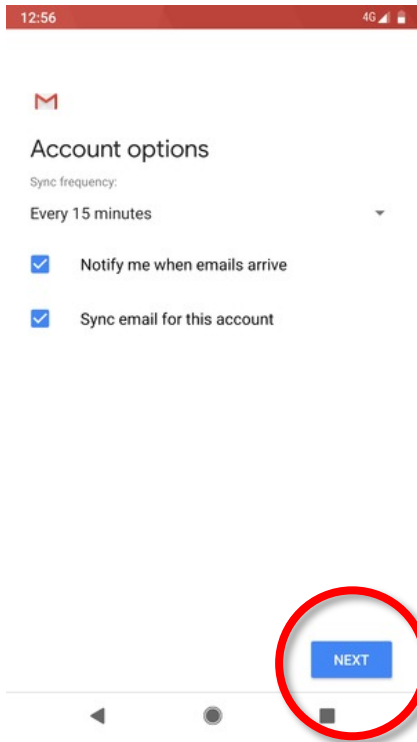 12:56 4G
Account options
Sync frequency:
Every 15 minutes
Notify me when emails arrive
Sync email for this account
NEXT